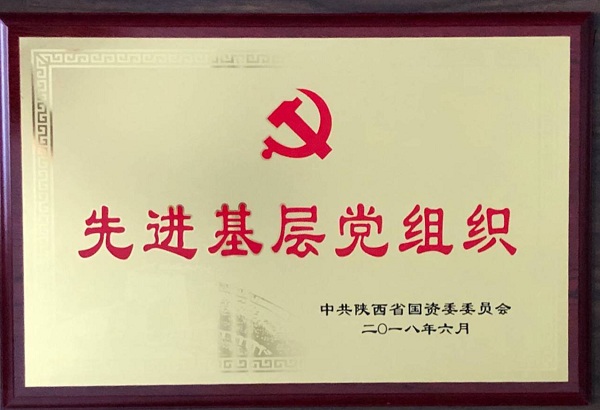 先进基层党组织
中共陕西省国资委委员会
二〇一八年六月